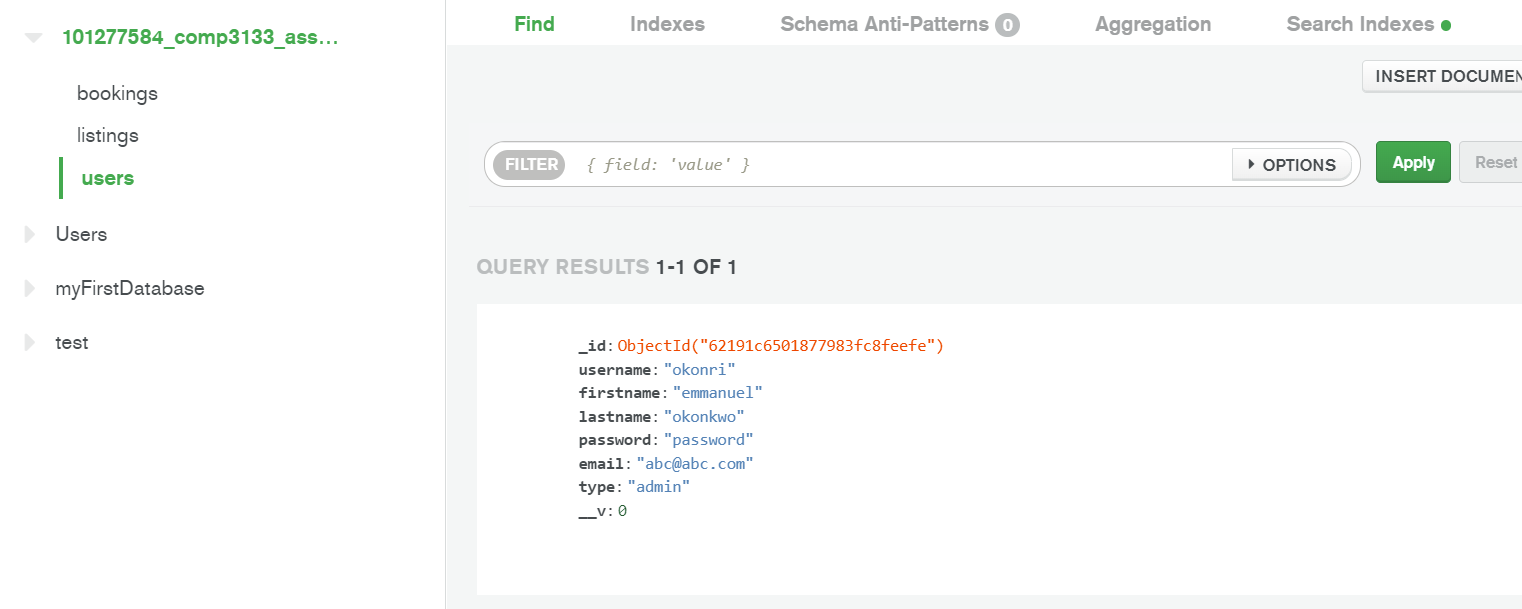 101277584_comp3133_ass...
bookings
listings
users
Users
myFirstDatabase
test
Find Indexes Schema Anti-Patterns 0 Aggregation Search Indexes
INSERT DOCUMEN
FILTER { field: 'value' } OPTIONS Apply Reset
QUERY RESULTS 1-1 OF 1
_id: ObjectId("62191c6501877983fc8feefe")
username: "okonri"
firstname: "emmanuel"
lastname: "okonkwo"
password: "password"
email: "abc@abc.com"
type: "admin"
__v: 0